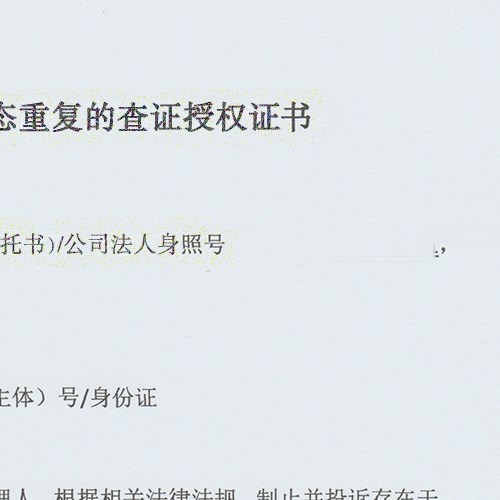 态重复的查证授权证书
托书)/公司法人身照号 ,
主体）号/身份证
理人，根据相关法律法规，制止并投诉存在于